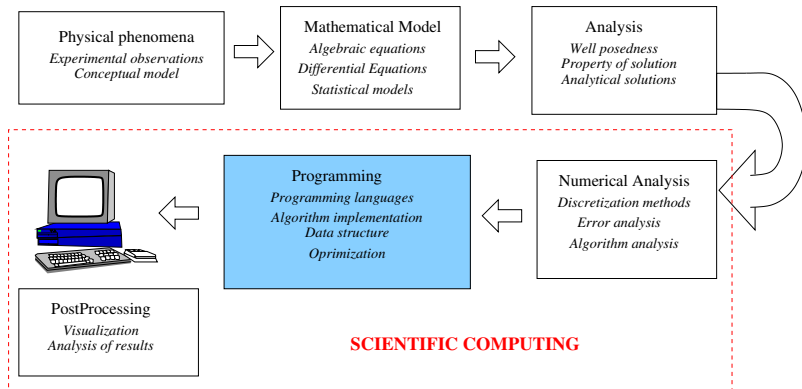 Physical phenomena
Experimental observations
Conceptual model
Mathematical Model
Algebraic equations
Differential Equations
Statistical models
Analysis
Well posedness
Property of solution
Analytical solutions
Numerical Analysis
Discretization methods
Error analysis
Algorithm analysis
Programming
Programming languages
Algorithm implementation
Data structure
Oprimization
PostProcessing
Visualization
Analysis of results
SCIENTIFIC COMPUTING